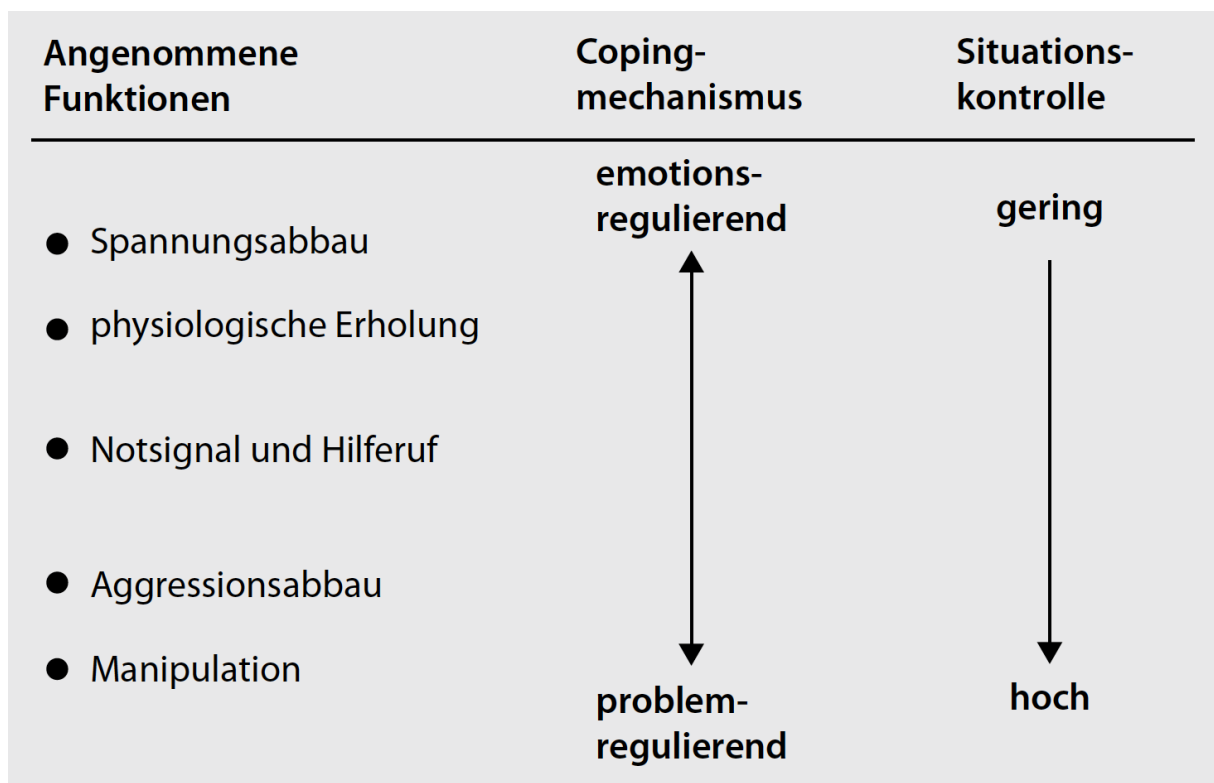 Angenommene
Funktionen
Coping-
mechanismus
Situations-
kontrolle
emotions-
regulierend
gering
● Spannungsabbau
● physiologische Erholung
● Notsignal und Hilferuf
● Aggressionsabbau
● Manipulation
problem-
regulierend
hoch